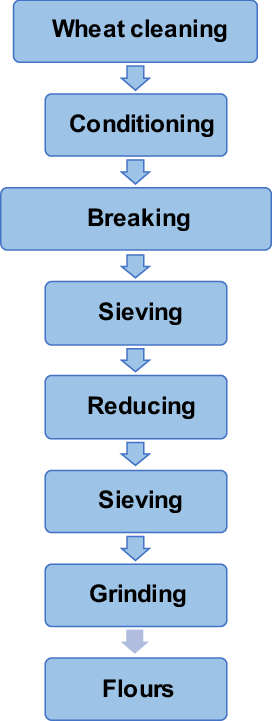 Wheat cleaning
Conditioning
Breaking
Sieving
Reducing
Sieving
Grinding
Flours